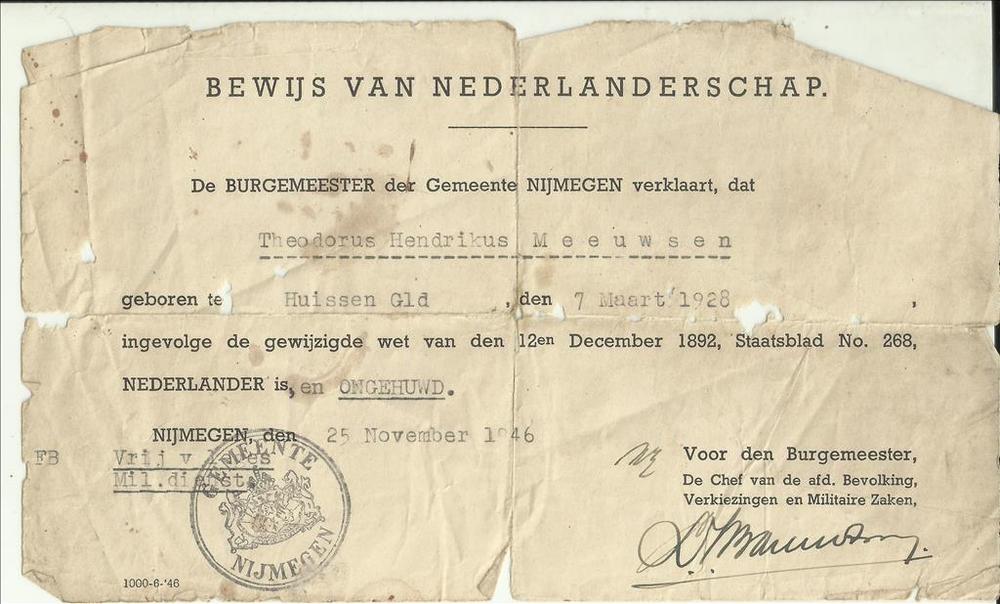 BEWIJS VAN NEDERLANDERSCHAP.
De BURGEMEESTER der Gemeente NIJMEGEN verklaart, dat
Theodorus Hendrikus Meeuwsen
geboren te Huissen Gld , den 7 Maart 1928 ,
ingevolge de gewijzigde wet van den 12en December 1892, Staatsblad No. 268,
NEDERLANDER is, en ONGEHUWD.
NIJMEGEN, den 25 November 1946
FB Vrij v. leges
Mil.dienst.
GEMEENTE
NIJMEGEN
Voor den Burgemeester,
De Chef van de afd. Bevolking,
Verkiezingen en Militaire Zaken,
1000-6-'46